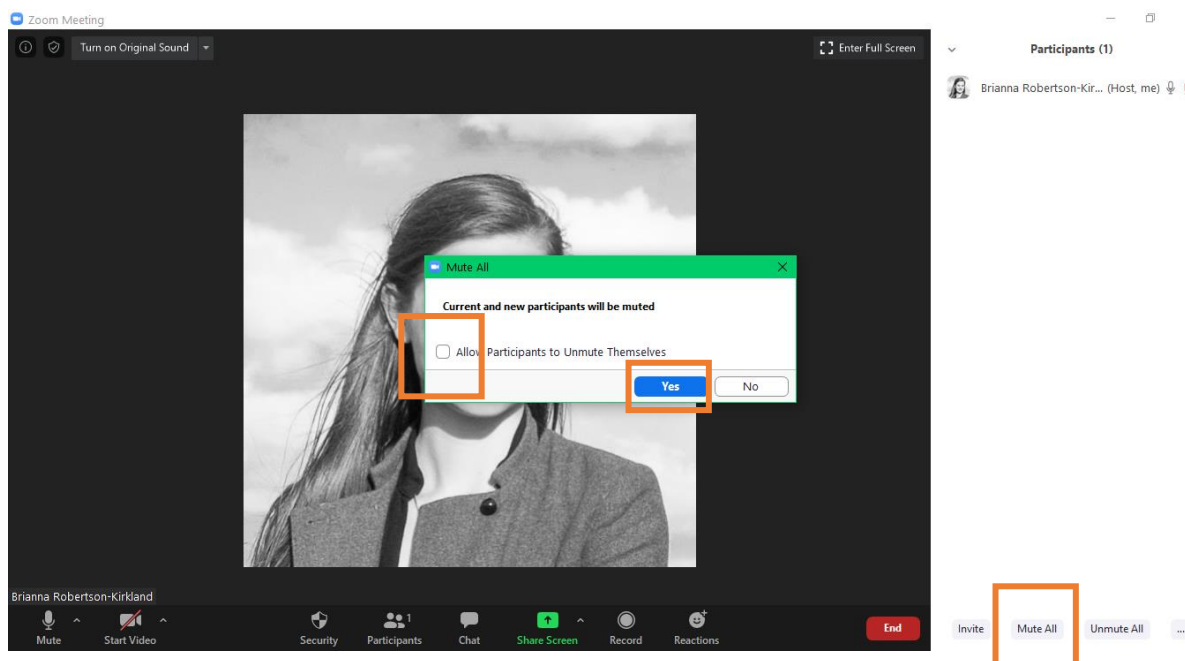 Zoom Meeting
Turn on Original Sound
Enter Full Screen
Participants (1)
Brianna Robertson-Kir... (Host, me)
Mute All
Current and new participants will be muted
Allow Participants to Unmute Themselves
Yes
No
Brianna Robertson-Kirkland
1
Mute
Start Video
Security
Participants
Chat
Share Screen
Record
Reactions
End
Invite
Mute All
Unmute All
...